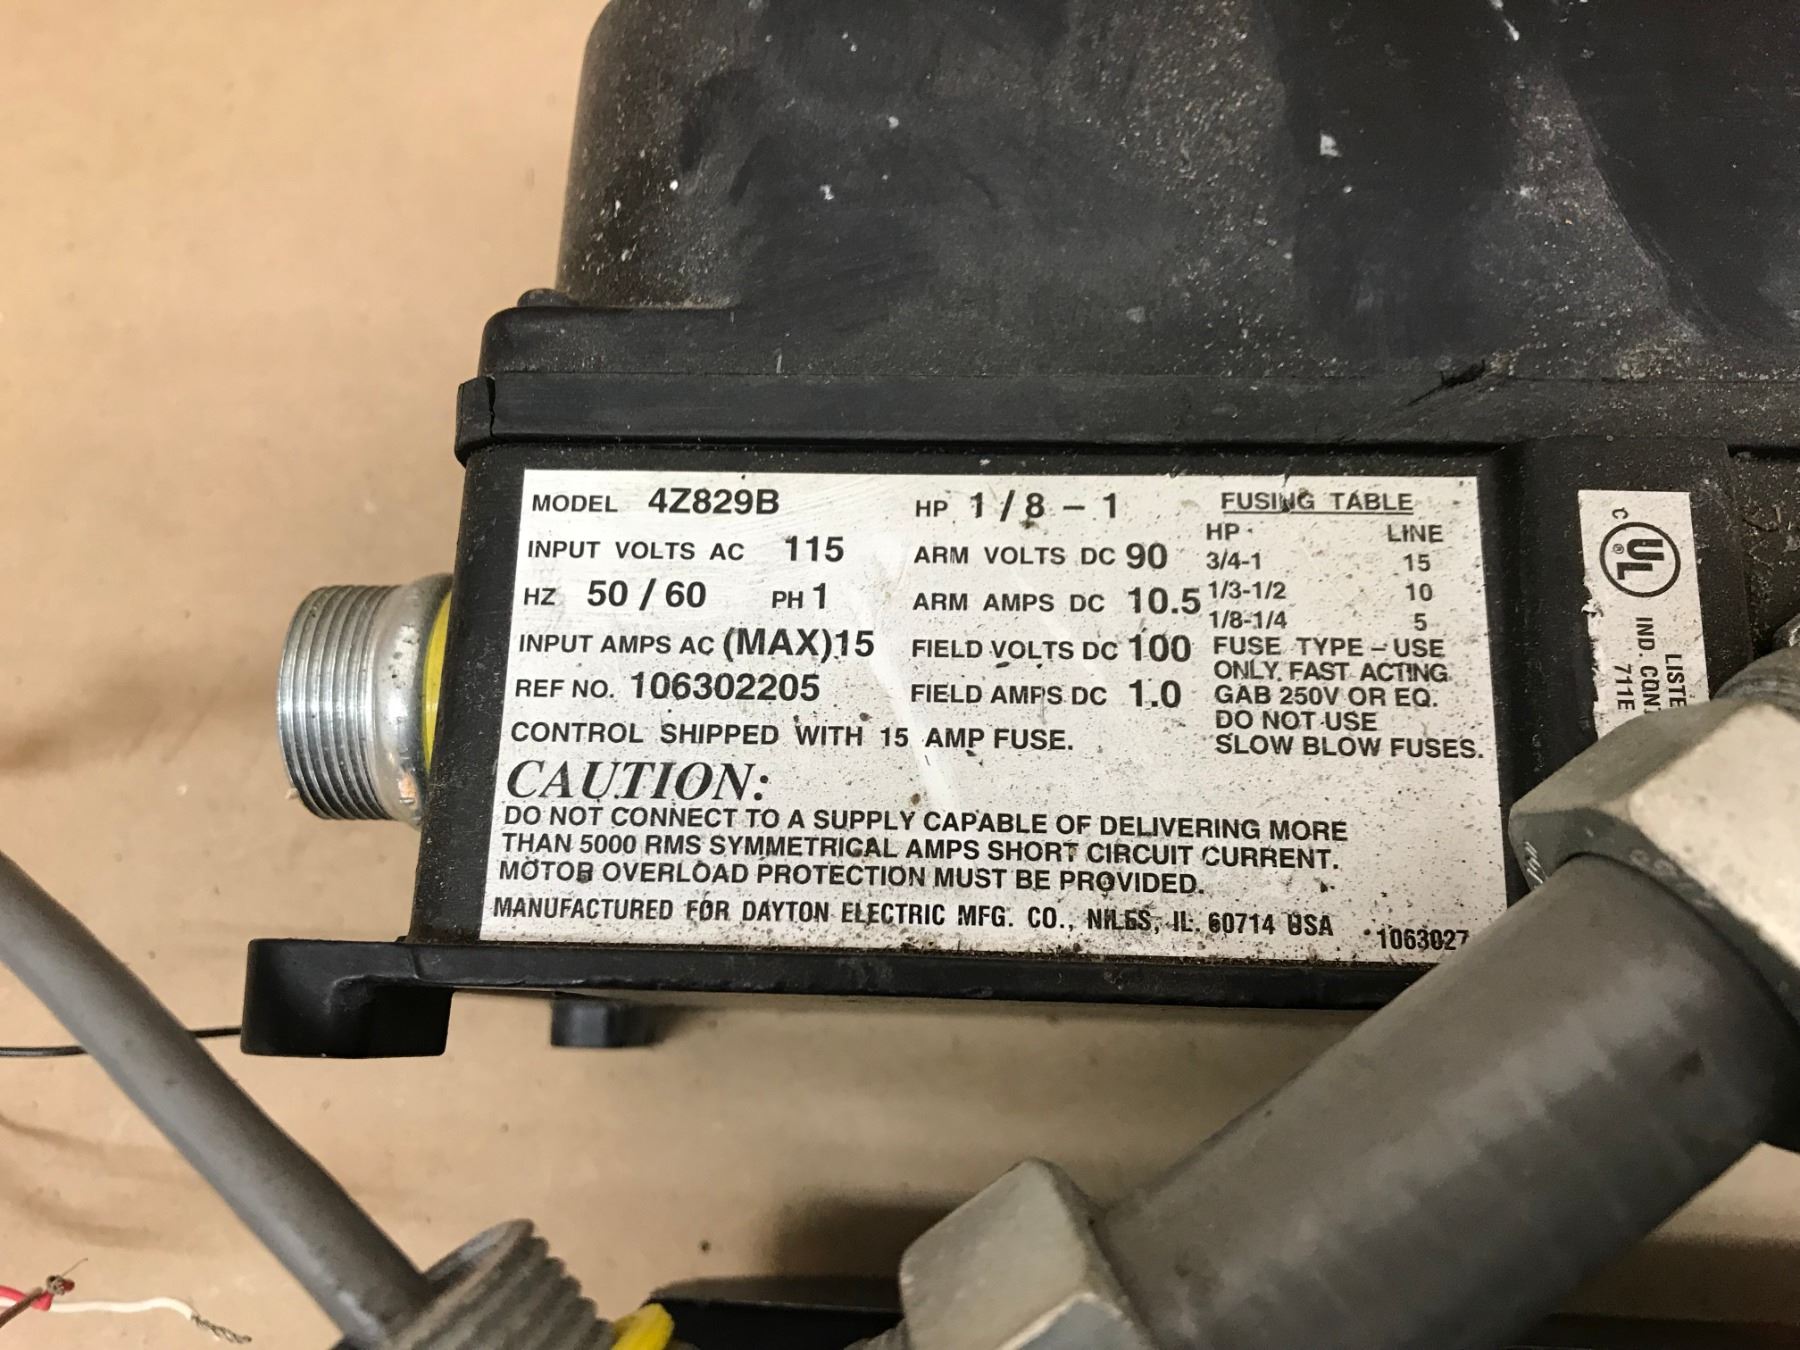 MODEL 4Z829B
INPUT VOLTS AC 115
HZ 50 / 60 PH 1
INPUT AMPS AC (MAX) 15
REF NO. 106302205
CONTROL SHIPPED WITH 15 AMP FUSE.
HP 1 / 8 - 1
ARM VOLTS DC 90
ARM AMPS DC 10.5
FIELD VOLTS DC 100
FIELD AMPS DC 1.0
FUSING TABLE
HP LINE
3/4-1 15
1/3-1/2 10
1/8-1/4 5
FUSE TYPE - USE
ONLY FAST ACTING
GAB 250V OR EQ.
DO NOT USE
SLOW BLOW FUSES.
CAUTION:
DO NOT CONNECT TO A SUPPLY CAPABLE OF DELIVERING MORE
THAN 5000 RMS SYMMETRICAL AMPS SHORT CIRCUIT CURRENT.
MOTOR OVERLOAD PROTECTION MUST BE PROVIDED.
MANUFACTURED FOR DAYTON ELECTRIC MFG. CO., NILES, IL. 60714 USA 1063027
C UL ®
LISTE
IND. CONT
711E